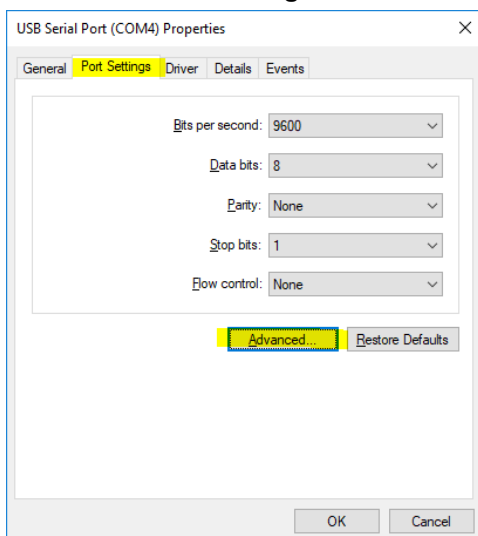 USB Serial Port (COM4) Properties
General Port Settings Driver Details Events
Bits per second: 9600
Data bits: 8
Parity: None
Stop bits: 1
Flow control: None
Advanced... Restore Defaults
OK Cancel